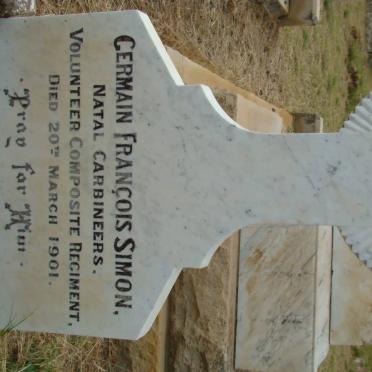 GERMAIN FRANÇOIS SIMON,
NATAL CARBINEERS.
VOLUNTEER COMPOSITE REGIMENT,
DIED 20TH MARCH 1901.
· Pray for Him ·